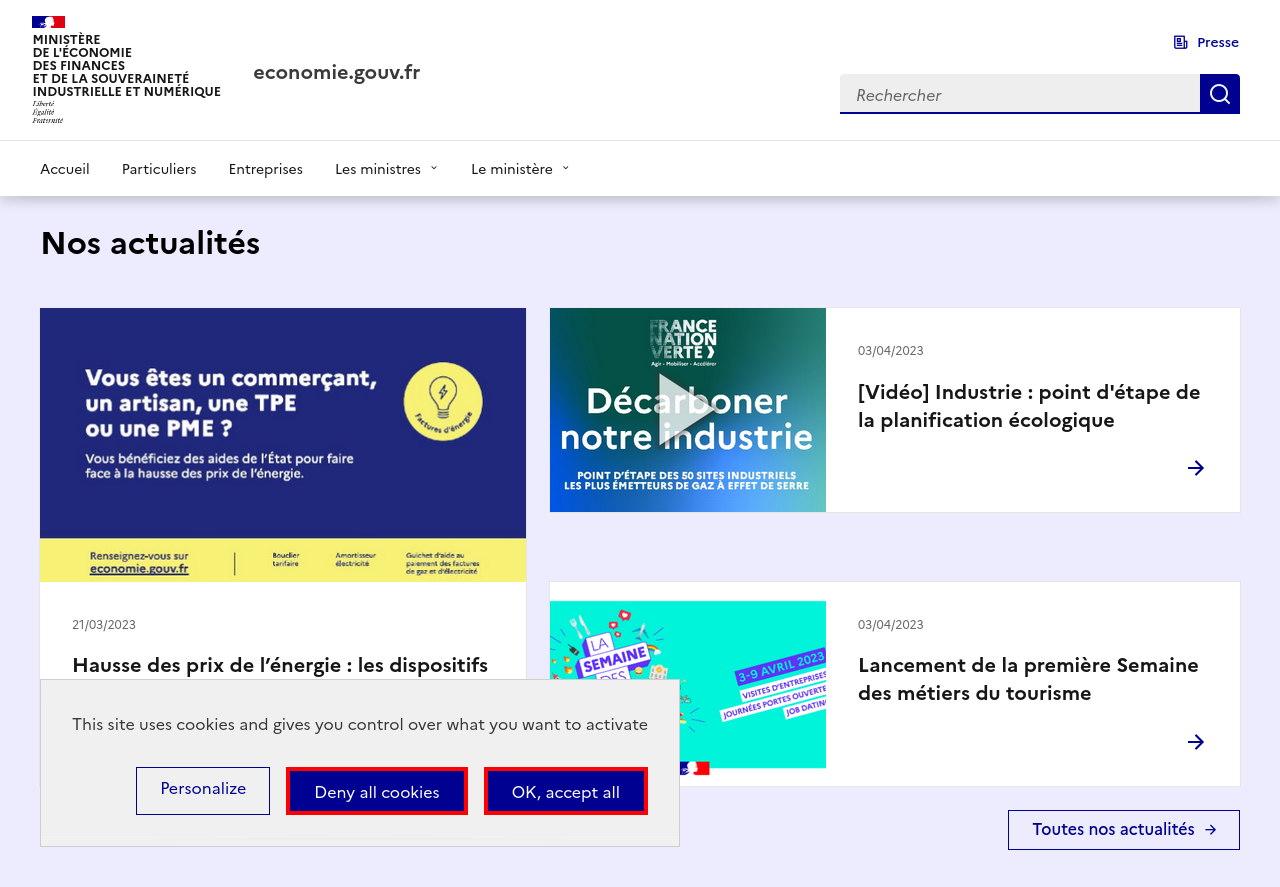 MINISTÈRE
DE L'ÉCONOMIE
DES FINANCES
ET DE LA SOUVERAINETÉ
INDUSTRIELLE ET NUMÉRIQUE
Liberté
Égalité
Fraternité
economie.gouv.fr
Presse
Rechercher
Accueil
Particuliers
Entreprises
Les ministres
Le ministère
Nos actualités
Vous êtes un commerçant,
un artisan, une TPE
ou une PME ?
Vous bénéficiez des aides de l'État pour faire
face à la hausse des prix de l'énergie.
Factures d'énergie
Renseignez-vous sur
economie.gouv.fr
Bouclier
tarifaire
Amortisseur
électricité
Guichet d'aide au
paiement des factures
de gaz et d'électricité
21/03/2023
Hausse des prix de l’énergie : les dispositifs
FRANCE
NATION
VERTE
Agir • Mobiliser • Accélérer
Décarboner
notre industrie
POINT D'ÉTAPE DES 50 SITES INDUSTRIELS
LES PLUS ÉMETTEURS DE GAZ À EFFET DE SERRE
03/04/2023
[Vidéo] Industrie : point d'étape de
la planification écologique
LA
SEMAINE
DES
3-9 AVRIL 2023
VISITES D'ENTREPRISES
JOURNÉES PORTES OUVERTE
JOB DATING
03/04/2023
Lancement de la première Semaine
des métiers du tourisme
This site uses cookies and gives you control over what you want to activate
Personalize
Deny all cookies
OK, accept all
Toutes nos actualités